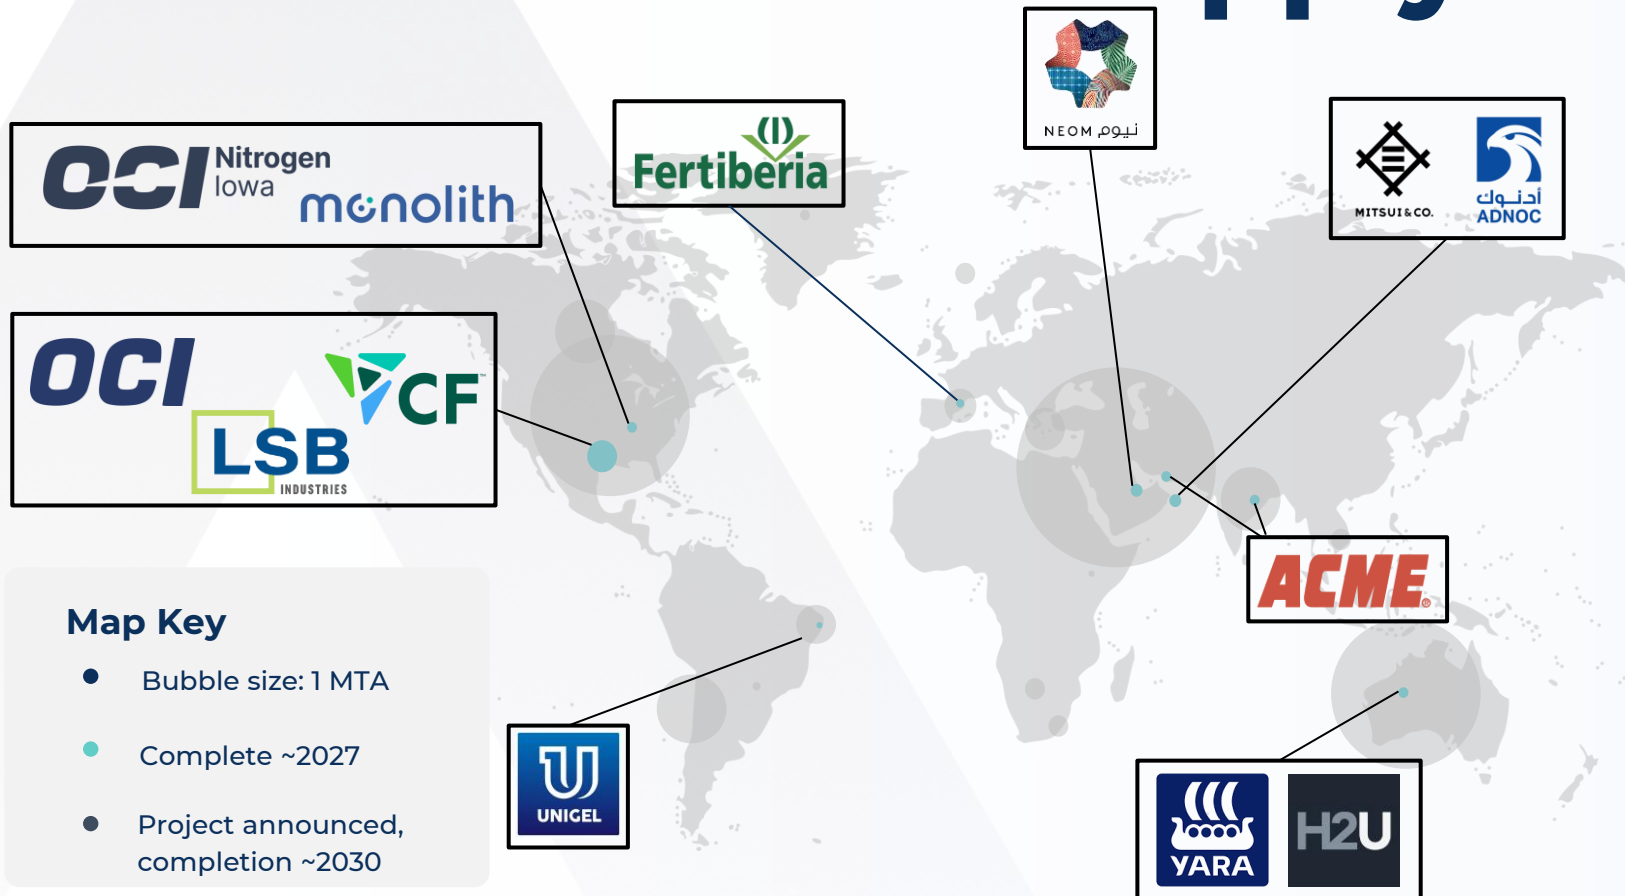 NEOM نيوم
OCI Nitrogen
Iowa
monolith
Fertiberia
MITSUI & CO.
أدنوك
ADNOC
OCI
CF
LSB
INDUSTRIES
ACME
Map Key
Bubble size: 1 MTA
Complete ~2027
Project announced,
completion ~2030
UNIGEL
YARA
H2U